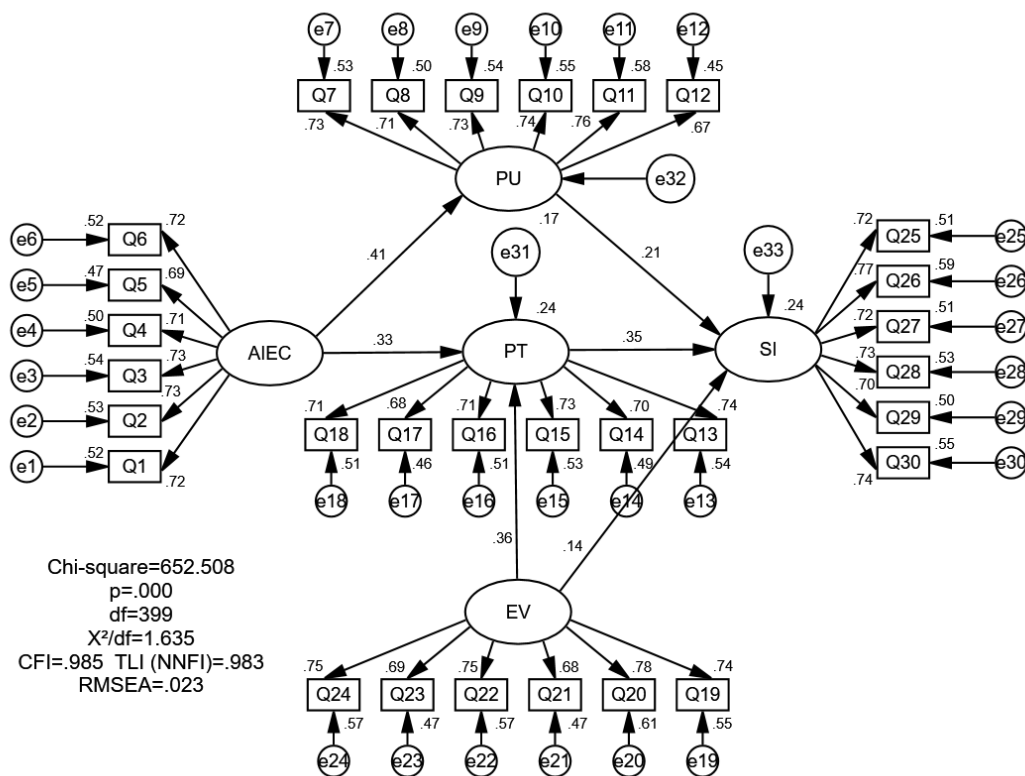 e7 e8 e9 e10 e11 e12
.53 .50 .54 .55 .58 .45
Q7 Q8 Q9 Q10 Q11 Q12
.73 .71 .73 .74 .76 .67
PU
e32
.17
.41
.21
e31
e33
.24
.24
e6 .52 Q6 .72
e5 .47 Q5 .69
e4 .50 Q4 .71
e3 .54 Q3 .73
e2 .53 Q2 .73
e1 .52 Q1 .72
AIEC
.33
PT
.35
SI
.72 Q25 .51 e25
.77 Q26 .59 e26
.72 Q27 .51 e27
.73 Q28 .53 e28
.70 Q29 .50 e29
.74 Q30 .55 e30
.71 .68 .71 .73 .70 .74
Q18 Q17 Q16 Q15 Q14 Q13
.51 .46 .51 .53 .49 .54
e18 e17 e16 e15 e14 e13
.36
.14
EV
.75 .69 .75 .68 .78 .74
Q24 Q23 Q22 Q21 Q20 Q19
.57 .47 .57 .47 .61 .55
e24 e23 e22 e21 e20 e19
Chi-square=652.508
p=.000
df=399
X²/df=1.635
CFI=.985 TLI (NNFI)=.983
RMSEA=.023